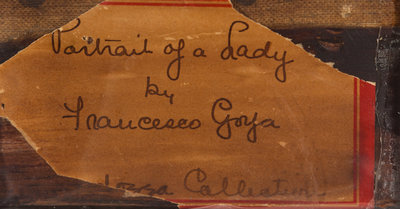 Portrait of a Lady
by
Francesco Goya
Collection